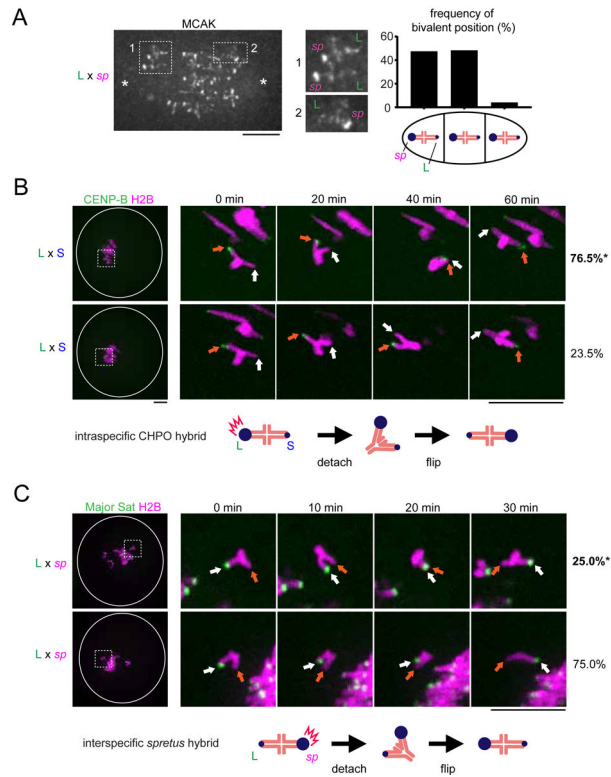 A
MCAK
frequency of
bivalent position (%)
L x sp
1
2
*
*
1
sp
L
sp
L
2
L
sp
60
40
20
0
sp
L
B
CENP-B H2B
0 min
20 min
40 min
60 min
L x S
76.5%*
L x S
23.5%
intraspecific CHPO hybrid
L
S
detach
flip
C
Major Sat H2B
0 min
10 min
20 min
30 min
L x sp
25.0%*
L x sp
75.0%
interspecific spretus hybrid
L
sp
detach
flip